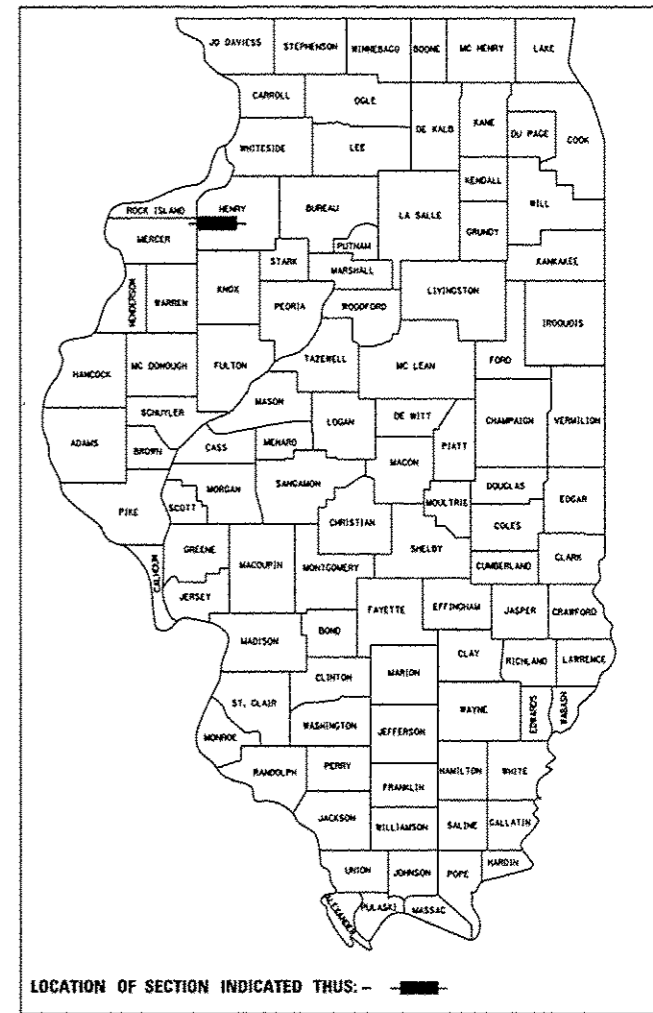 JO DAVIESS STEPHENSON WINNEBAGO BOONE MC HENRY LAKE
CARROLL OGLE
DE KALB KANE DU PAGE COOK
WHITESIDE LEE
KENDALL
ROCK ISLAND HENRY BUREAU LA SALLE WILL
MERCER PUTNAM GRUNDY
STARK MARSHALL KANKAKEE
HENDERSON WARREN KNOX PEORIA WOODFORD LIVINGSTON
IROQUOIS
HANCOCK MC DONOUGH FULTON TAZEWELL MC LEAN FORD
SCHUYLER MASON
ADAMS BROWN CASS MENARD LOGAN DE WITT PIATT CHAMPAIGN VERMILION
MACON
PIKE SCOTT MORGAN SANGAMON MOULTRIE DOUGLAS EDGAR
CHRISTIAN COLES
CALHOUN GREENE MACOUPIN MONTGOMERY SHELBY CUMBERLAND CLARK
JERSEY
FAYETTE EFFINGHAM JASPER CRAWFORD
MADISON BOND
CLAY RICHLAND LAWRENCE
CLINTON MARION
ST. CLAIR WAYNE EDWARDS WABASH
MONROE WASHINGTON JEFFERSON
RANDOLPH PERRY HAMILTON WHITE
FRANKLIN
JACKSON WILLIAMSON SALINE GALLATIN
UNION JOHNSON POPE HARDIN
ALEXANDER PULASKI MASSAC
LOCATION OF SECTION INDICATED THUS: -